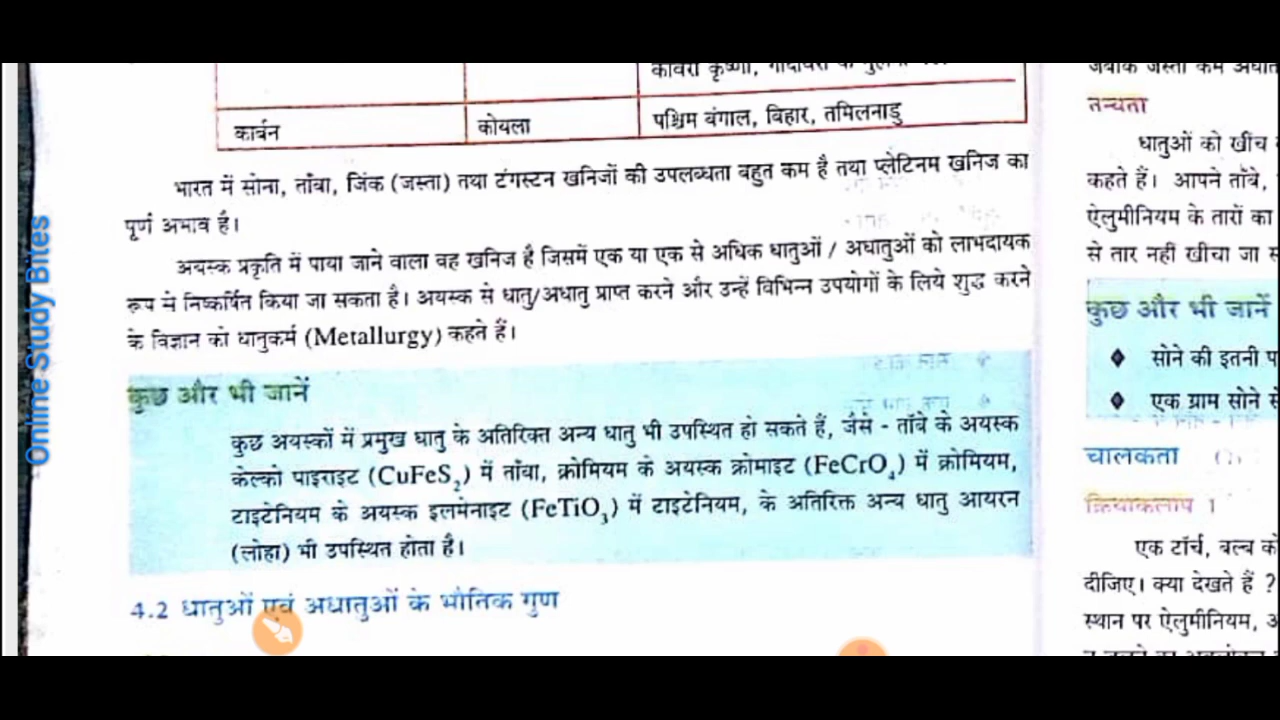 Online Study Bites
कार्बन
कोयला
पश्चिम बंगाल, बिहार, तमिलनाडु
भारत में सोना, ताँबा, जिंक (जस्ता) तथा टंगस्टन खनिजों की उपलब्धता बहुत कम है तथा प्लेटिनम खनिज का
पूर्ण अभाव है।
अयस्क प्रकृति में पाया जाने वाला वह खनिज है जिसमें एक या एक से अधिक धातुओं / अधातुओं को लाभदायक
रूप से निष्कर्षित किया जा सकता है। अयस्क से धातु/अधातु प्राप्त करने और उन्हें विभिन्न उपयोगों के लिये शुद्ध करने
के विज्ञान को धातुकर्म (Metallurgy) कहते हैं।
कुछ और भी जानें
कुछ अयस्कों में प्रमुख धातु के अतिरिक्त अन्य धातु भी उपस्थित हो सकते हैं, जैसे - ताँबे के अयस्क
केल्को पाइराइट (CuFeS₂) में ताँबा, क्रोमियम के अयस्क क्रोमाइट (FeCrO₄) में क्रोमियम,
टाइटेनियम के अयस्क इलमेनाइट (FeTiO₃) में टाइटेनियम, के अतिरिक्त अन्य धातु आयरन
(लोहा) भी उपस्थित होता है।
4.2 धातुओं एवं अधातुओं के भौतिक गुण
तन्यता
धातुओं को खींच
कहते हैं। आपने ताँबे,
ऐलुमीनियम के तारों का
से तार नहीं खींचा जा
कुछ और भी जानें
सोने की इतनी
एक ग्राम सोने से
चालकता
क्रियाकलाप 1
एक टॉर्च, बल्ब को
दीजिए। क्या देखते हैं ?
स्थान पर ऐलुमीनियम,